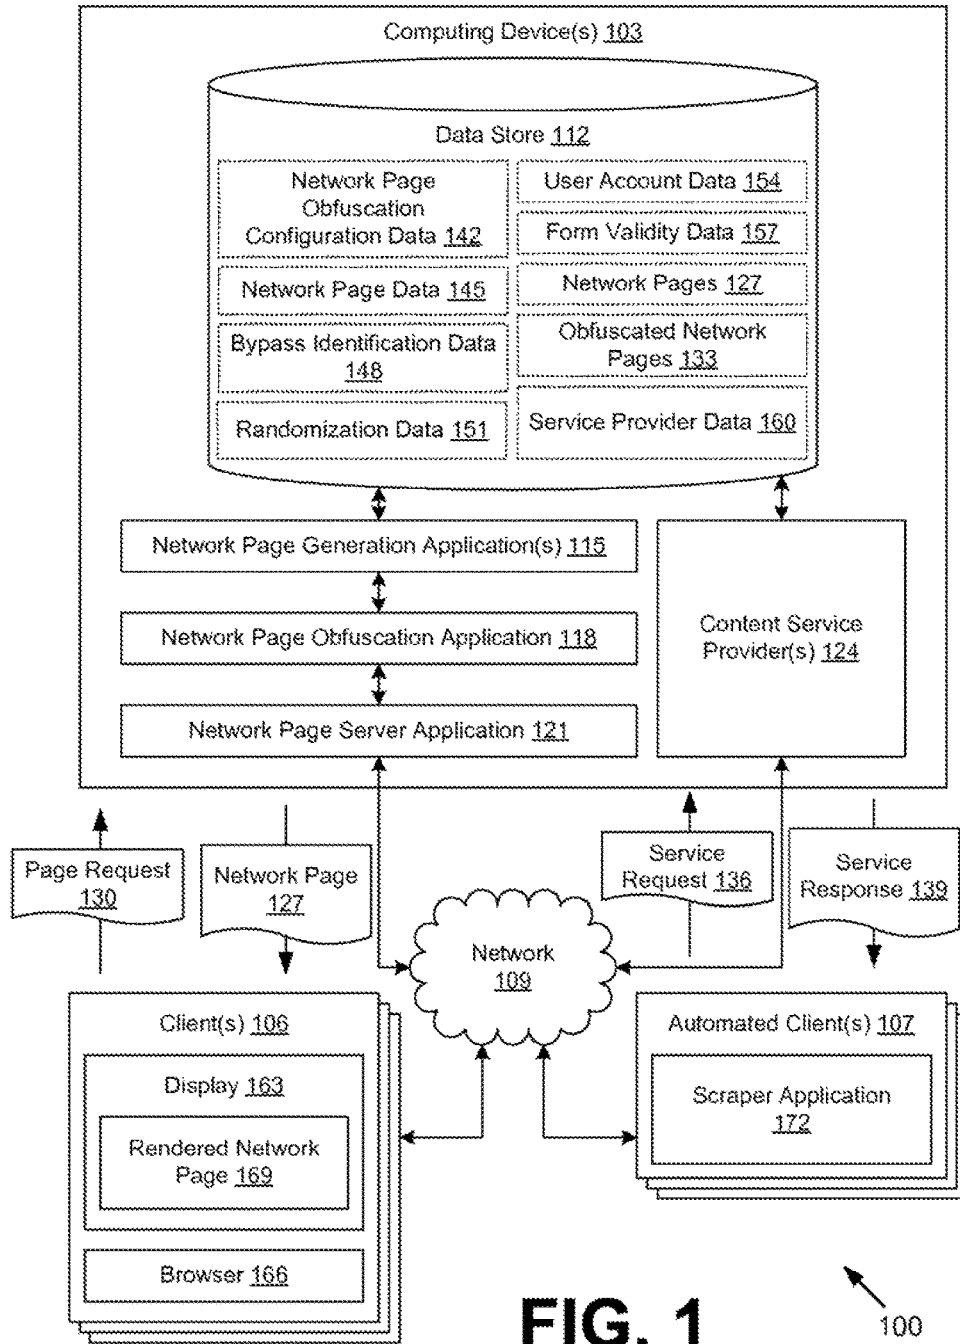 Computing Device(s) 103
Data Store 112
Network Page
Obfuscation
Configuration Data 142
Network Page Data 145
Bypass Identification Data
148
Randomization Data 151
User Account Data 154
Form Validity Data 157
Network Pages 127
Obfuscated Network
Pages 133
Service Provider Data 160
Network Page Generation Application(s) 115
Network Page Obfuscation Application 118
Network Page Server Application 121
Content Service
Provider(s) 124
Page Request
130
Network Page
127
Service
Request 136
Service
Response 139
Network
109
Client(s) 106
Display 163
Rendered Network
Page 169
Browser 166
Automated Client(s) 107
Scraper Application
172
FIG. 1
100